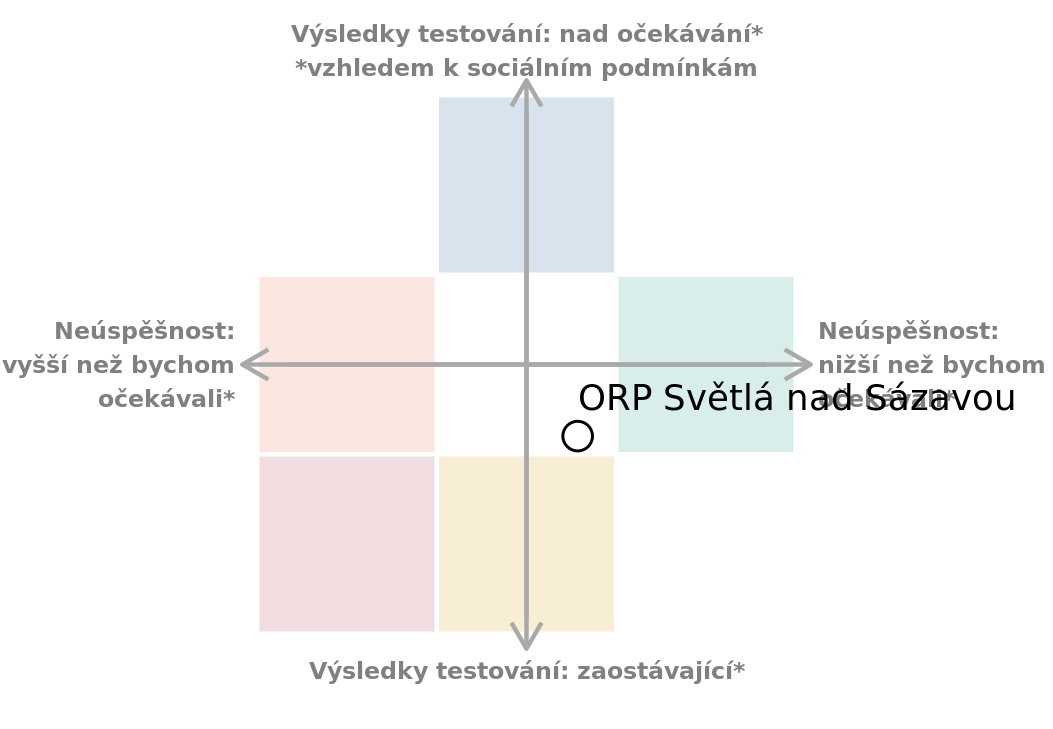 Výsledky testování: nad očekávání*
*vzhledem k sociálním podmínkám
Neúspěšnost:
vyšší než bychom
očekávali*
Neúspěšnost:
nižší než bychom
očekávali*
ORP Světlá nad Sázavou
Výsledky testování: zaostávající*